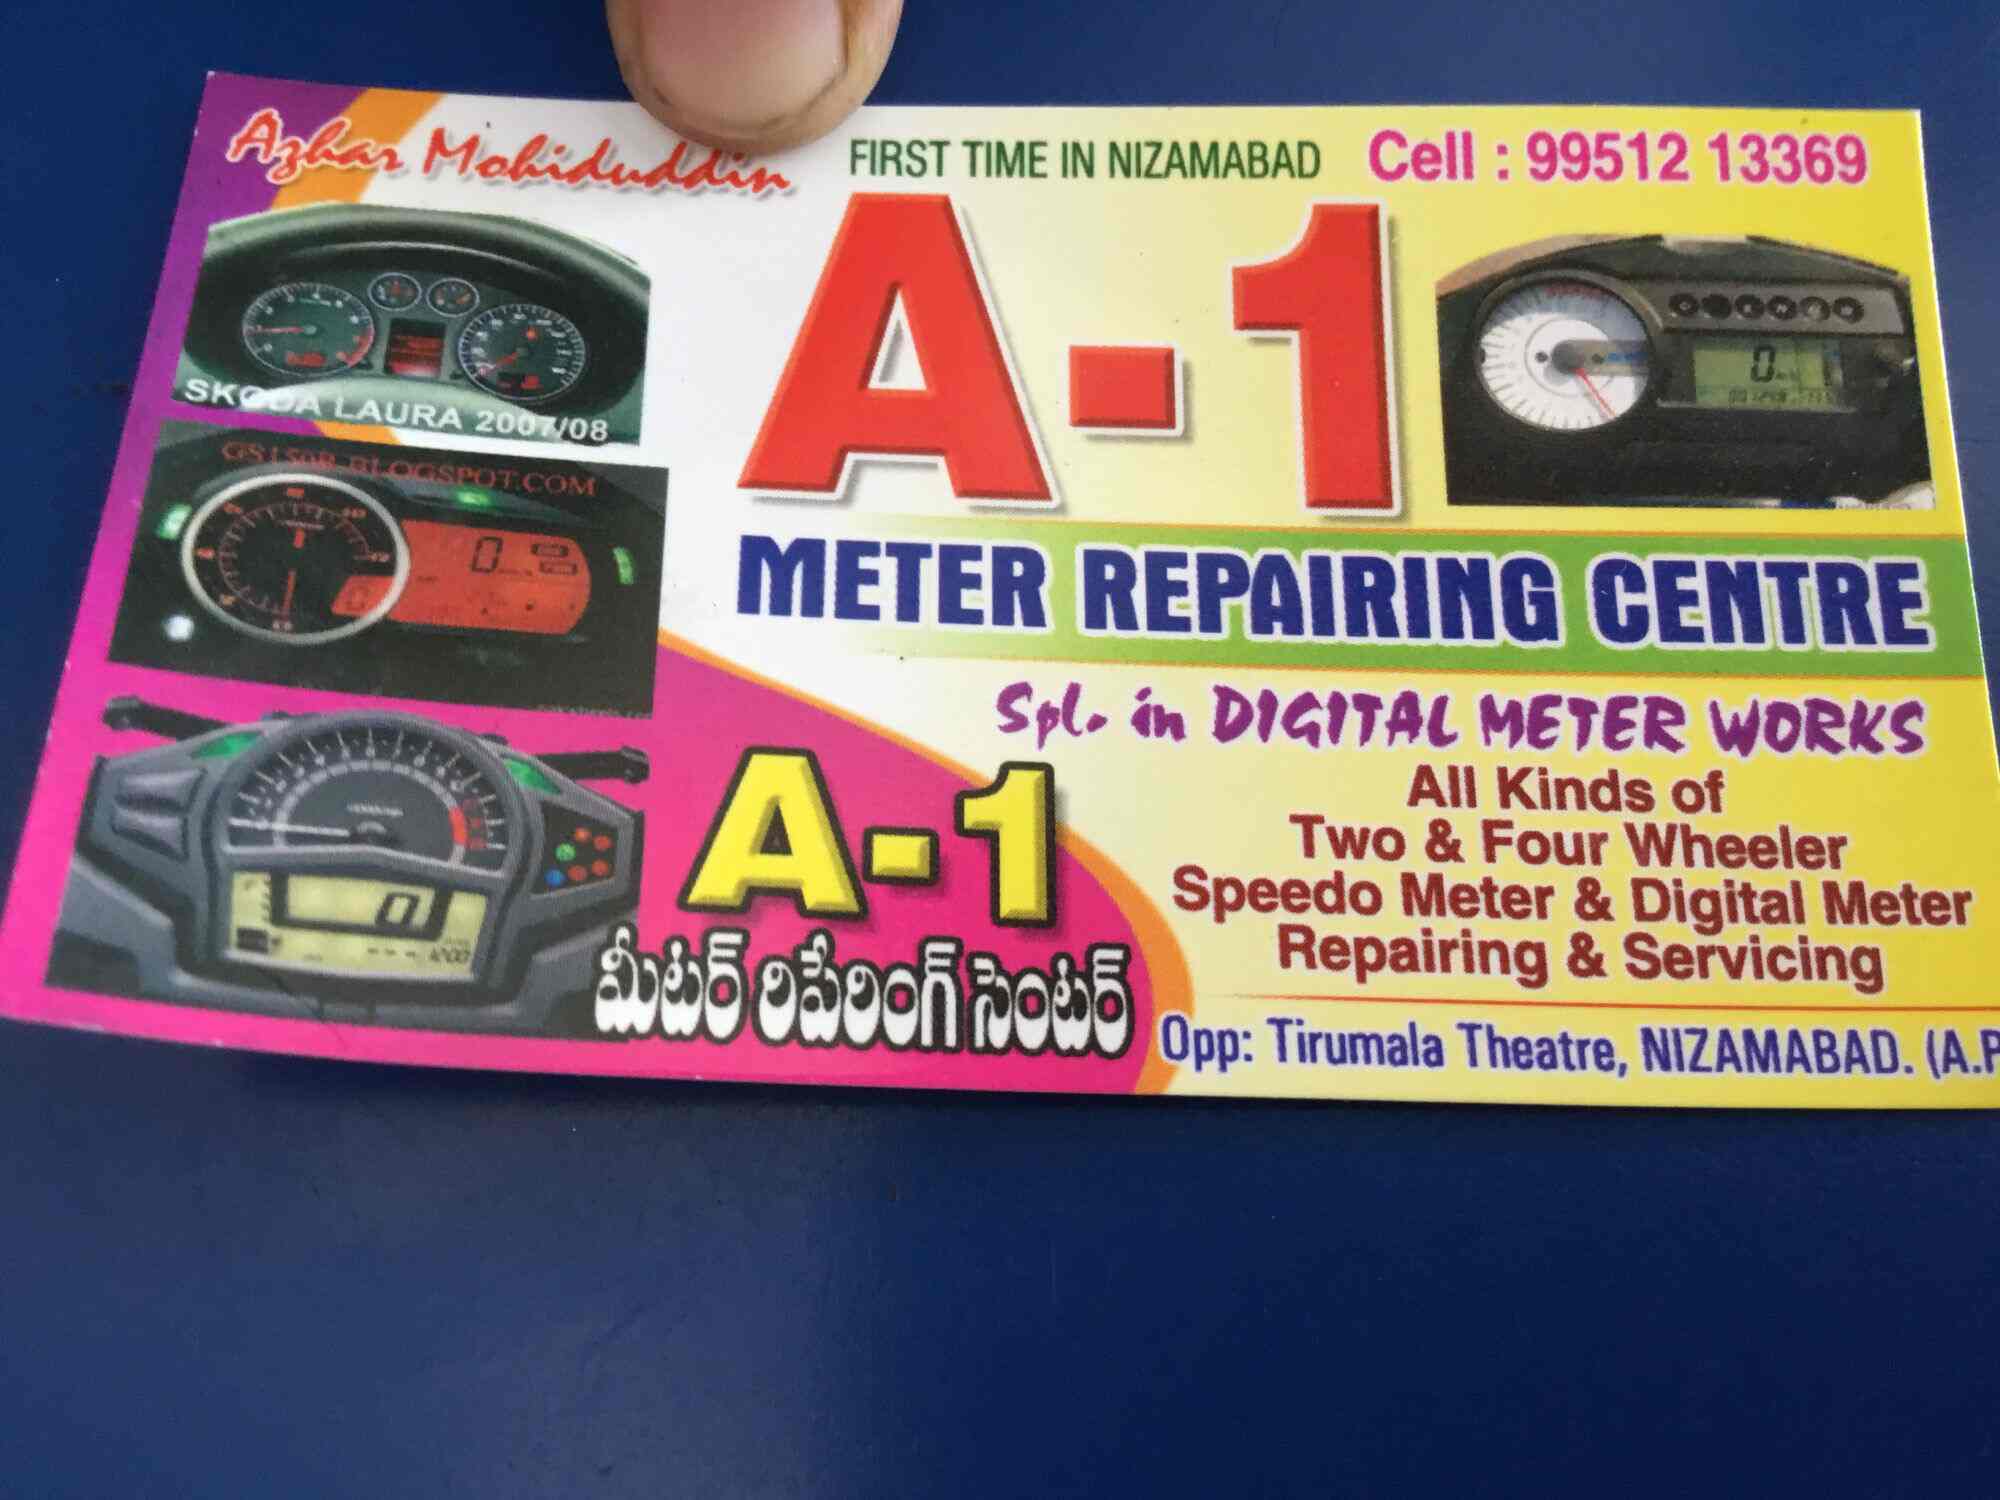 Azhar Mohiduddin
FIRST TIME IN NIZAMABAD
Cell : 99512 13369
A-1
SKODA LAURA 2007/08
GS150R-BLOGSPOT.COM
METER REPAIRING CENTRE
Spl. in DIGITAL METER WORKS
All Kinds of
Two & Four Wheeler
Speedo Meter & Digital Meter
Repairing & Servicing
A-1
మీటర్ రిపేరింగ్ సెంటర్
Opp: Tirumala Theatre, NIZAMABAD. (A.P